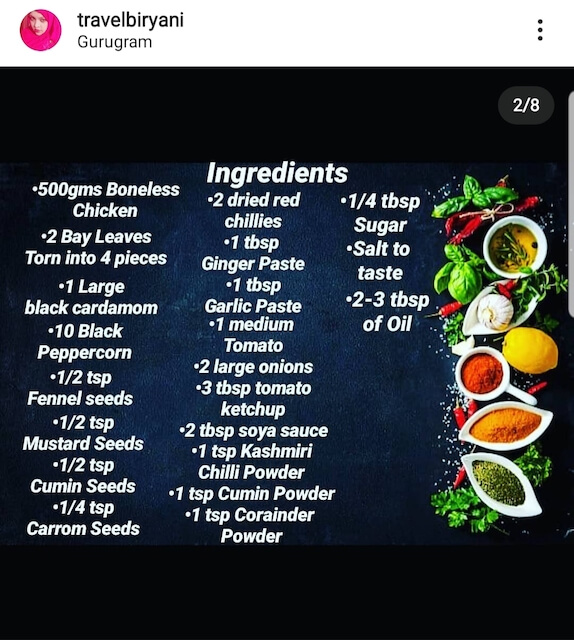 travelbiryani
Gurugram
2/8
Ingredients
•500gms Boneless
Chicken
•2 Bay Leaves
Torn into 4 pieces
•1 Large
black cardamom
•10 Black
Peppercorn
•1/2 tsp
Fennel seeds
•1/2 tsp
Mustard Seeds
•1/2 tsp
Cumin Seeds
•1/4 tsp
Carrom Seeds
•2 dried red
chillies
•1 tbsp
Ginger Paste
•1 tbsp
Garlic Paste
•1 medium
Tomato
•2 large onions
•3 tbsp tomato
ketchup
•2 tbsp soya sauce
•1 tsp Kashmiri
Chilli Powder
•1 tsp Cumin Powder
•1 tsp Corainder
Powder
•1/4 tbsp
Sugar
•Salt to
taste
•2-3 tbsp
of Oil